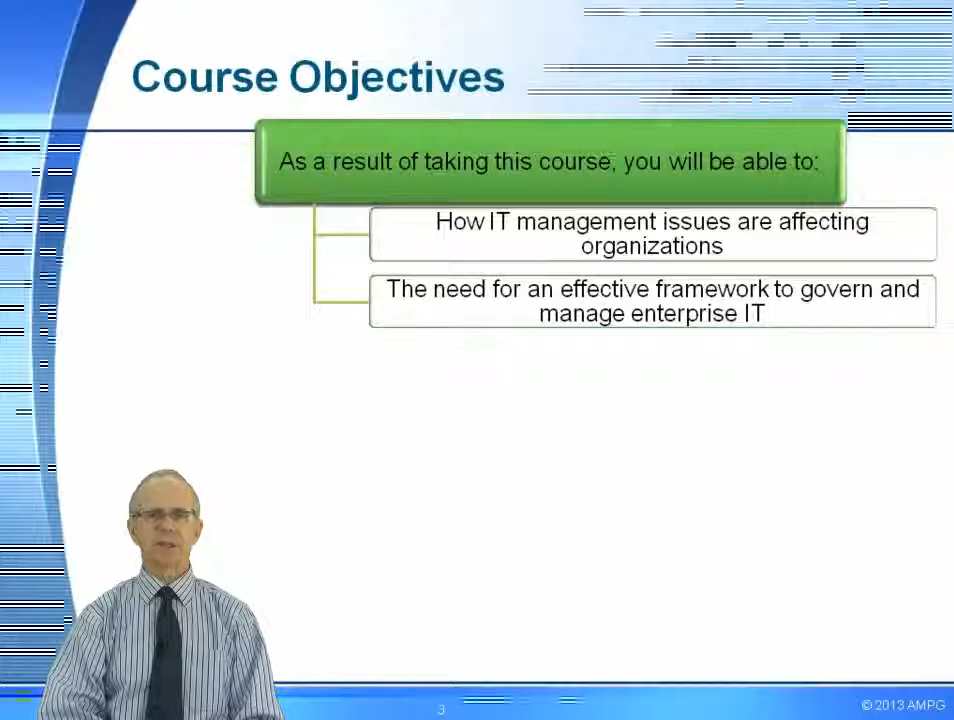 Course Objectives
As a result of taking this course, you will be able to:
How IT management issues are affecting
organizations
The need for an effective framework to govern and
manage enterprise IT
3
© 2013 AMPG